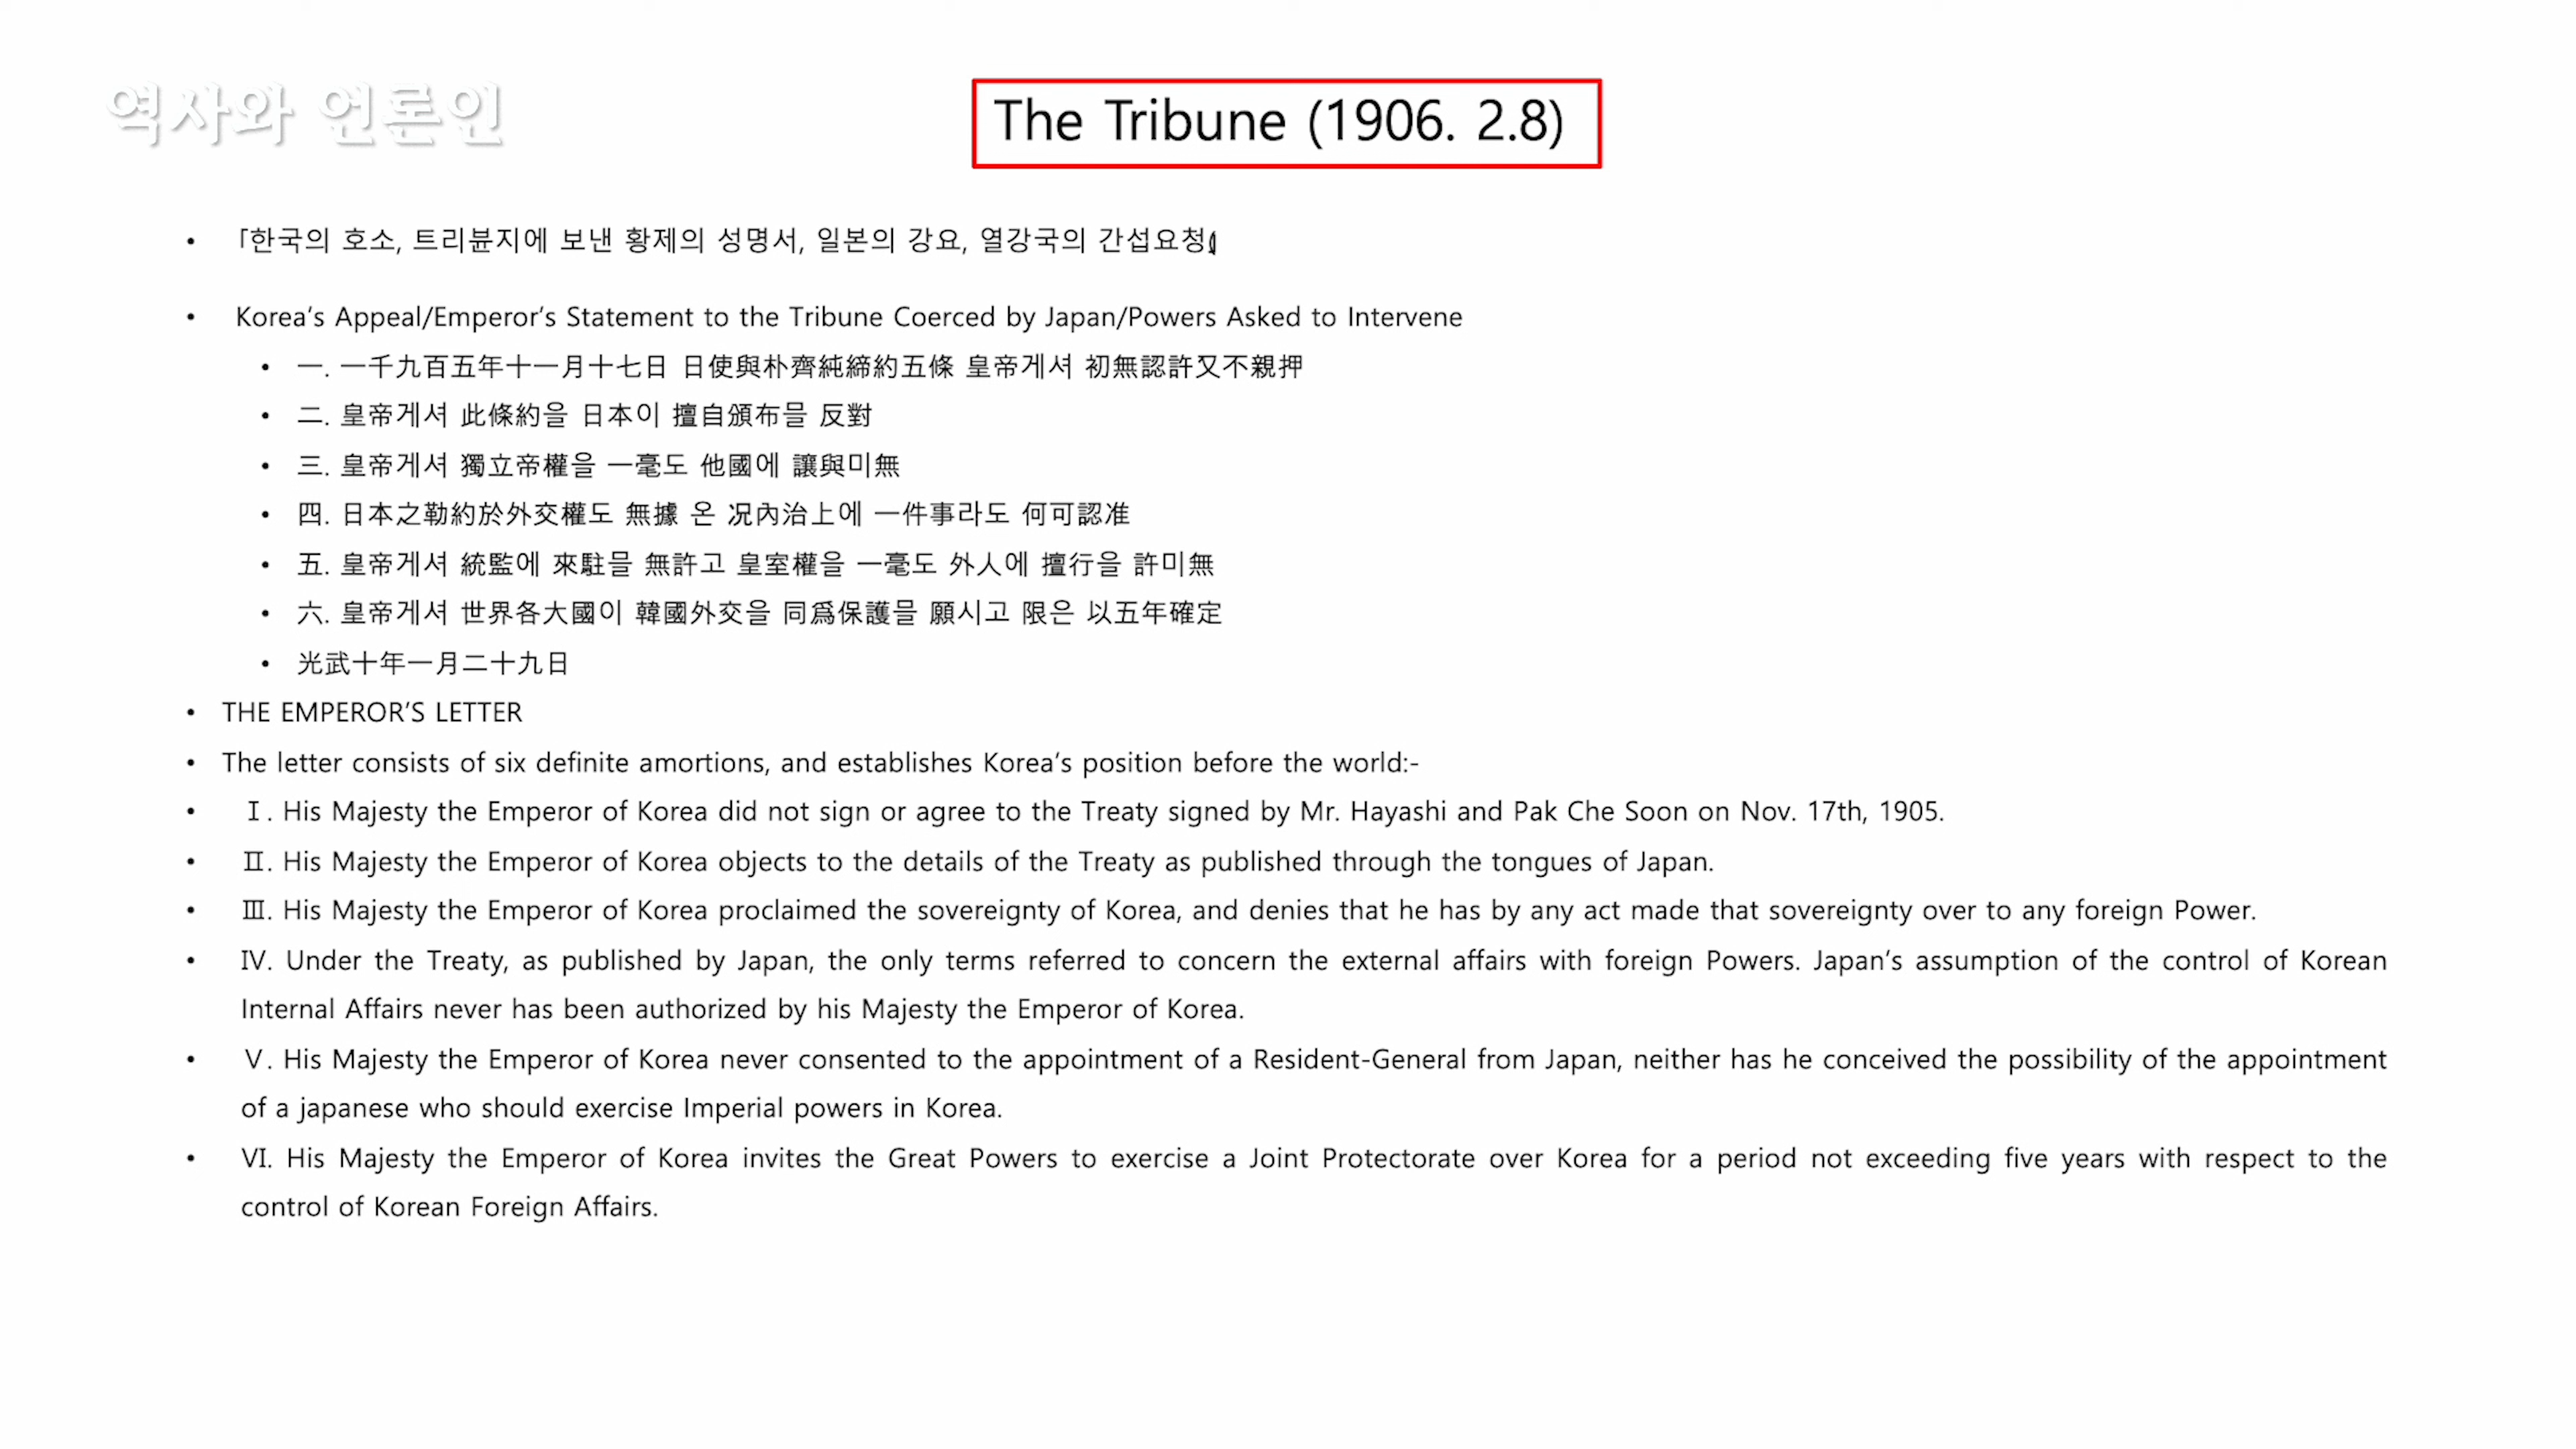 역사와 언론인
The Tribune (1906. 2.8)
• 「한국의 호소, 트리뷴지에 보낸 황제의 성명서, 일본의 강요, 열강국의 간섭요청」
• Korea's Appeal/Emperor's Statement to the Tribune Coerced by Japan/Powers Asked to Intervene
• 一. 一千九百五年十一月十七日 日使與朴齊純締約五條 皇帝게셔 初無認許又不親押
• 二. 皇帝게셔 此條約을 日本이 擅自頒布믈 反對
• 三. 皇帝게셔 獨立帝權을 一毫도 他國에 讓與미無
• 四. 日本之勒約於外交權도 無據 온 况內治上에 一件事라도 何可認准
• 五. 皇帝게셔 統監에 來駐믈 無許고 皇室權을 一毫도 外人에 擅行을 許미無
• 六. 皇帝게셔 世界各大國이 韓國外交을 同爲保護믈 願시고 限은 以五年確定
• 光武十年一月二十九日
• THE EMPEROR'S LETTER
• The letter consists of six definite amortions, and establishes Korea's position before the world:-
• Ⅰ. His Majesty the Emperor of Korea did not sign or agree to the Treaty signed by Mr. Hayashi and Pak Che Soon on Nov. 17th, 1905.
• Ⅱ. His Majesty the Emperor of Korea objects to the details of the Treaty as published through the tongues of Japan.
• Ⅲ. His Majesty the Emperor of Korea proclaimed the sovereignty of Korea, and denies that he has by any act made that sovereignty over to any foreign Power.
• Ⅳ. Under the Treaty, as published by Japan, the only terms referred to concern the external affairs with foreign Powers. Japan's assumption of the control of Korean
Internal Affairs never has been authorized by his Majesty the Emperor of Korea.
• Ⅴ. His Majesty the Emperor of Korea never consented to the appointment of a Resident-General from Japan, neither has he conceived the possibility of the appointment
of a japanese who should exercise Imperial powers in Korea.
• Ⅵ. His Majesty the Emperor of Korea invites the Great Powers to exercise a Joint Protectorate over Korea for a period not exceeding five years with respect to the
control of Korean Foreign Affairs.